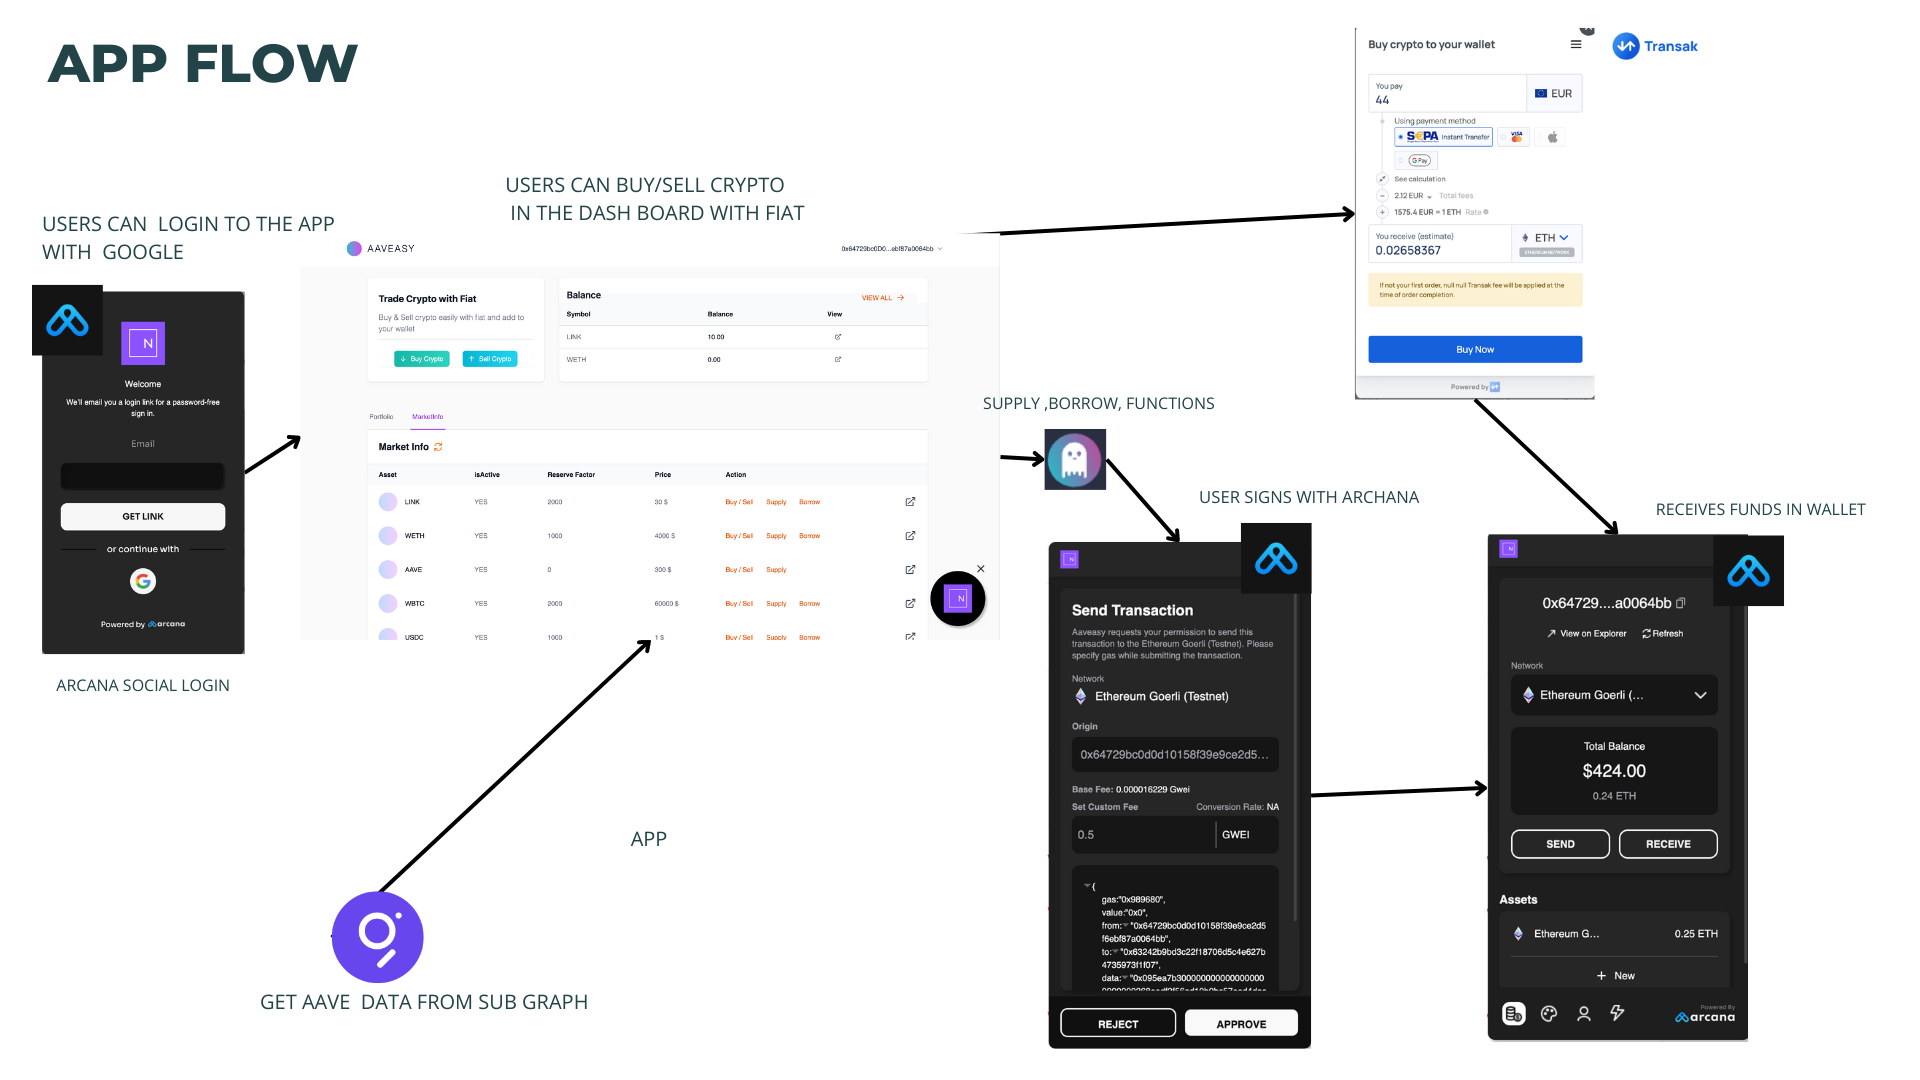 APP FLOW
USERS CAN LOGIN TO THE APP
WITH GOOGLE
N
Welcome
We'll email you a login link for a password-free
sign in.
Email
GET LINK
or continue with
Powered by arcana
ARCANA SOCIAL LOGIN
USERS CAN BUY/SELL CRYPTO
IN THE DASH BOARD WITH FIAT
AAVEASY
0x64729bc0D0...ebf87a0064bb
Trade Crypto with Fiat
Buy & Sell crypto easily with fiat and add to
your wallet
Buy Crypto
Sell Crypto
Balance
VIEW ALL
Symbol Balance View
LINK 10.00
WETH 0.00
Portfolio MarketInfo
Market Info
Asset isActive Reserve Factor Price Action
LINK YES 2000 30 $ Buy / Sell Supply Borrow
WETH YES 1000 4000 $ Buy / Sell Supply Borrow
AAVE YES 0 300 $ Buy / Sell Supply
WBTC YES 2000 60000 $ Buy / Sell Supply Borrow
USDC YES 1000 1 $ Buy / Sell Supply Borrow
N
APP
GET AAVE DATA FROM SUB GRAPH
Buy crypto to your wallet
Transak
You pay
44
EUR
Using payment method
SEPA Instant Transfer
VISA
G Pay
See calculation
2.12 EUR Total fees
1575.4 EUR = 1 ETH Rate
You receive (estimate)
0.02658367
ETH
ETHEREUM NETWORK
If not your first order, null null Transak fee will be applied at the
time of order completion.
Buy Now
Powered by
SUPPLY ,BORROW, FUNCTIONS
USER SIGNS WITH ARCHANA
N
Send Transaction
Aaveasy requests your permission to send this
transaction to the Ethereum Goerli (Testnet). Please
specify gas while submitting the transaction.
Network
Ethereum Goerli (Testnet)
Origin
0x64729bc0d0d10158f39e9ce2d5...
Base Fee: 0.000016229 Gwei
Set Custom Fee Conversion Rate: NA
0.5 GWEI
{
gas:"0x989680",
value:"0x0",
from: "0x64729bc0d0d10158f39e9ce2d5
f6ebf87a0064bb",
to: "0x63242b9bd3c22f18706d5c4e627b
4735973f1f07",
data: "0x095ea7b300000000000000000
REJECT
APPROVE
RECEIVES FUNDS IN WALLET
N
0x64729....a0064bb
View on Explorer Refresh
Network
Ethereum Goerli (...
Total Balance
$424.00
0.24 ETH
SEND
RECEIVE
Assets
Ethereum G... 0.25 ETH
+ New
Powered By
arcana